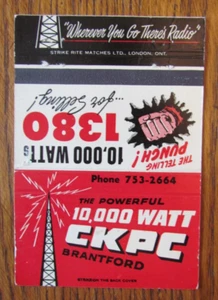 "Wherever You Go There's Radio"
STRIKE RITE MATCHES LTD., LONDON, ONT.
THE TELLING
PUNCH!
10,000 WATTS
1380
...for Selling!
Phone 753-2664
THE POWERFUL
10,000 WATT
CKPC
BRANTFORD